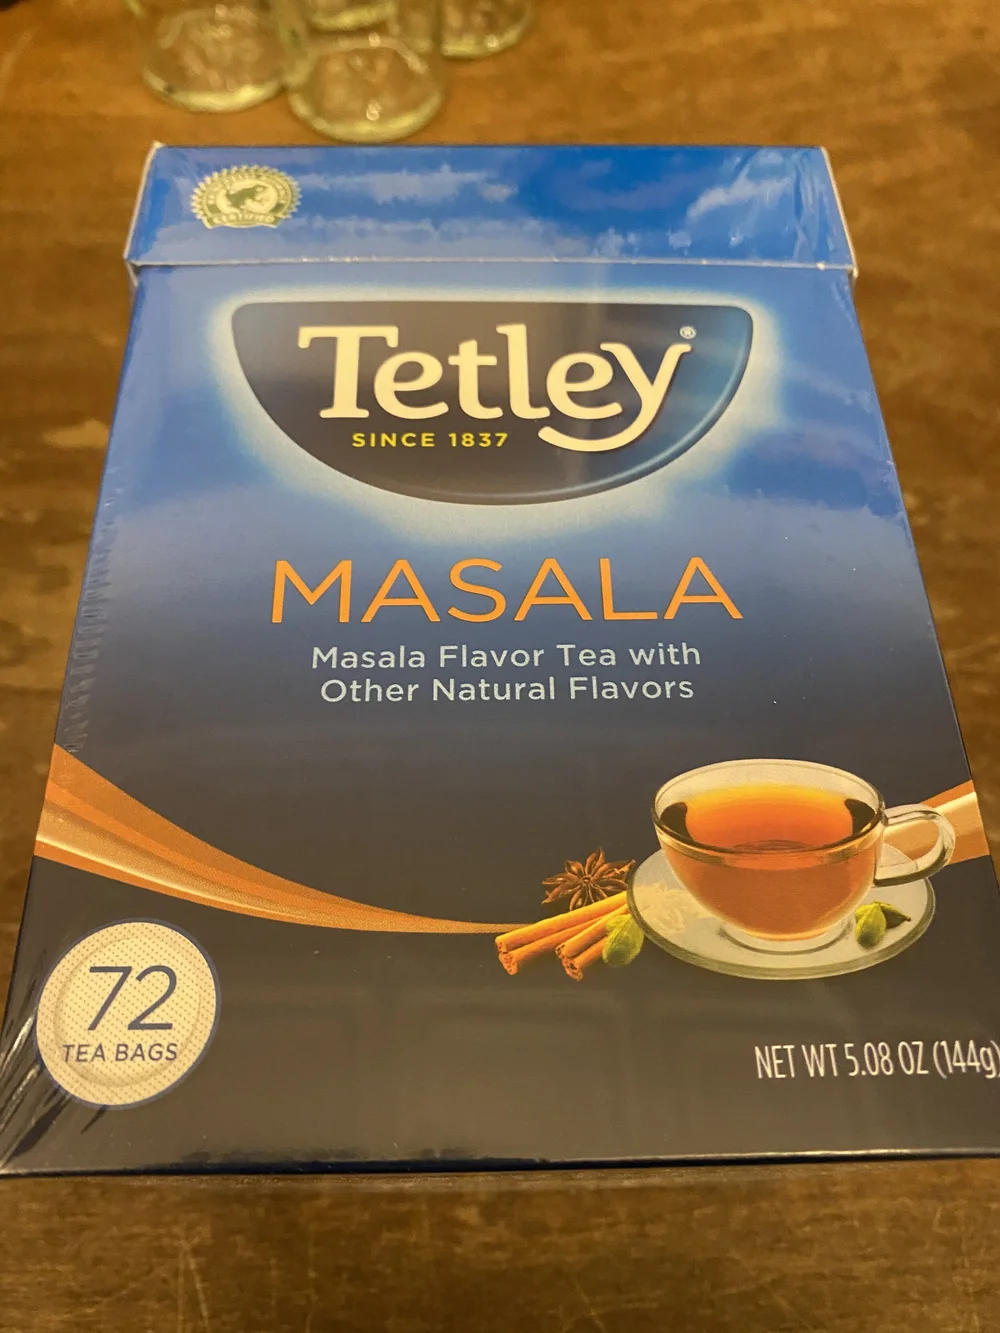 CERTIFIED
Tetley®
SINCE 1837
MASALA
Masala Flavor Tea with
Other Natural Flavors
72
TEA BAGS
NET WT 5.08 OZ (144g)